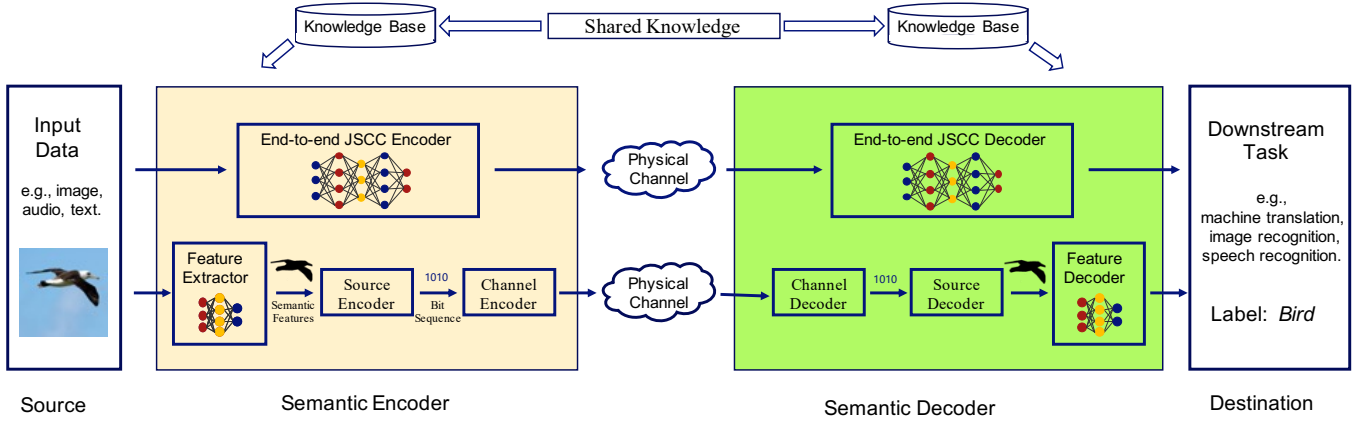 Knowledge Base
Shared Knowledge
Knowledge Base
Input
Data
e.g., image,
audio, text.
End-to-end JSCC Encoder
Physical
Channel
End-to-end JSCC Decoder
Downstream
Task
e.g.,
machine translation,
image recognition,
speech recognition.
Label: Bird
Feature
Extractor
Semantic
Features
Source
Encoder
1010
Bit
Sequence
Channel
Encoder
Physical
Channel
Channel
Decoder
1010
Source
Decoder
Feature
Decoder
Source
Semantic Encoder
Semantic Decoder
Destination